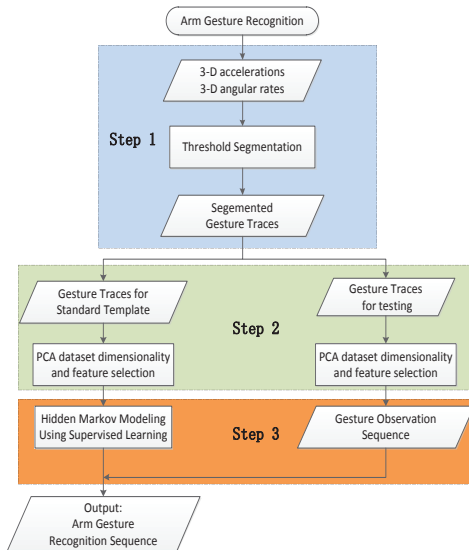 Arm Gesture Recognition
3-D accelerations
3-D angular rates
Step 1
Threshold Segmentation
Segemented
Gesture Traces
Gesture Traces for
Standard Template
Gesture Traces
for testing
Step 2
PCA dataset dimensionality
and feature selection
PCA dataset dimensionality
and feature selection
Hidden Markov Modeling
Using Supervised Learning
Step 3
Gesture Observation
Sequence
Output:
Arm Gesture
Recognition Sequence